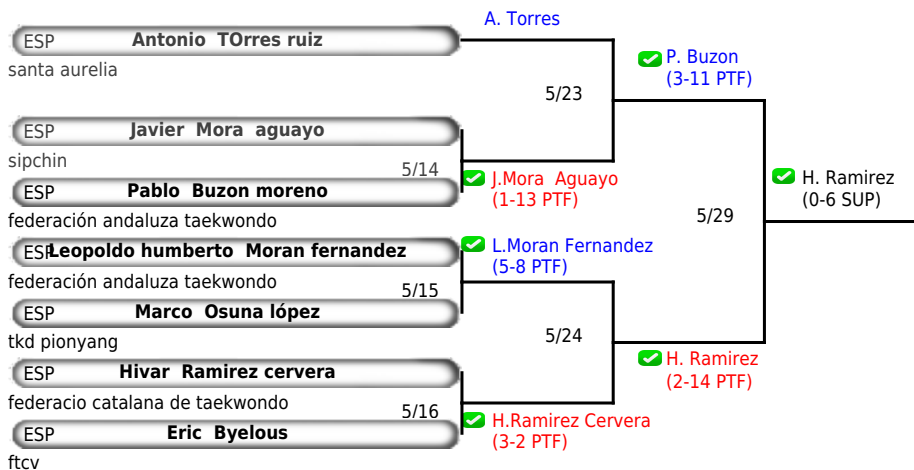 A. Torres
ESP Antonio TOrres ruiz
santa aurelia
P. Buzon
(3-11 PTF)
5/23
ESP Javier Mora aguayo
sipchin
5/14
J.Mora Aguayo
(1-13 PTF)
ESP Pablo Buzon moreno
federación andaluza taekwondo
H. Ramirez
(0-6 SUP)
5/29
ESP Leopoldo humberto Moran fernandez
L.Moran Fernandez
(5-8 PTF)
federación andaluza taekwondo
5/15
ESP Marco Osuna lópez
tkd pionyang
5/24
H. Ramirez
(2-14 PTF)
ESP Hivar Ramirez cervera
federacio catalana de taekwondo
5/16
H.Ramirez Cervera
(3-2 PTF)
ESP Eric Byelous
ftcv